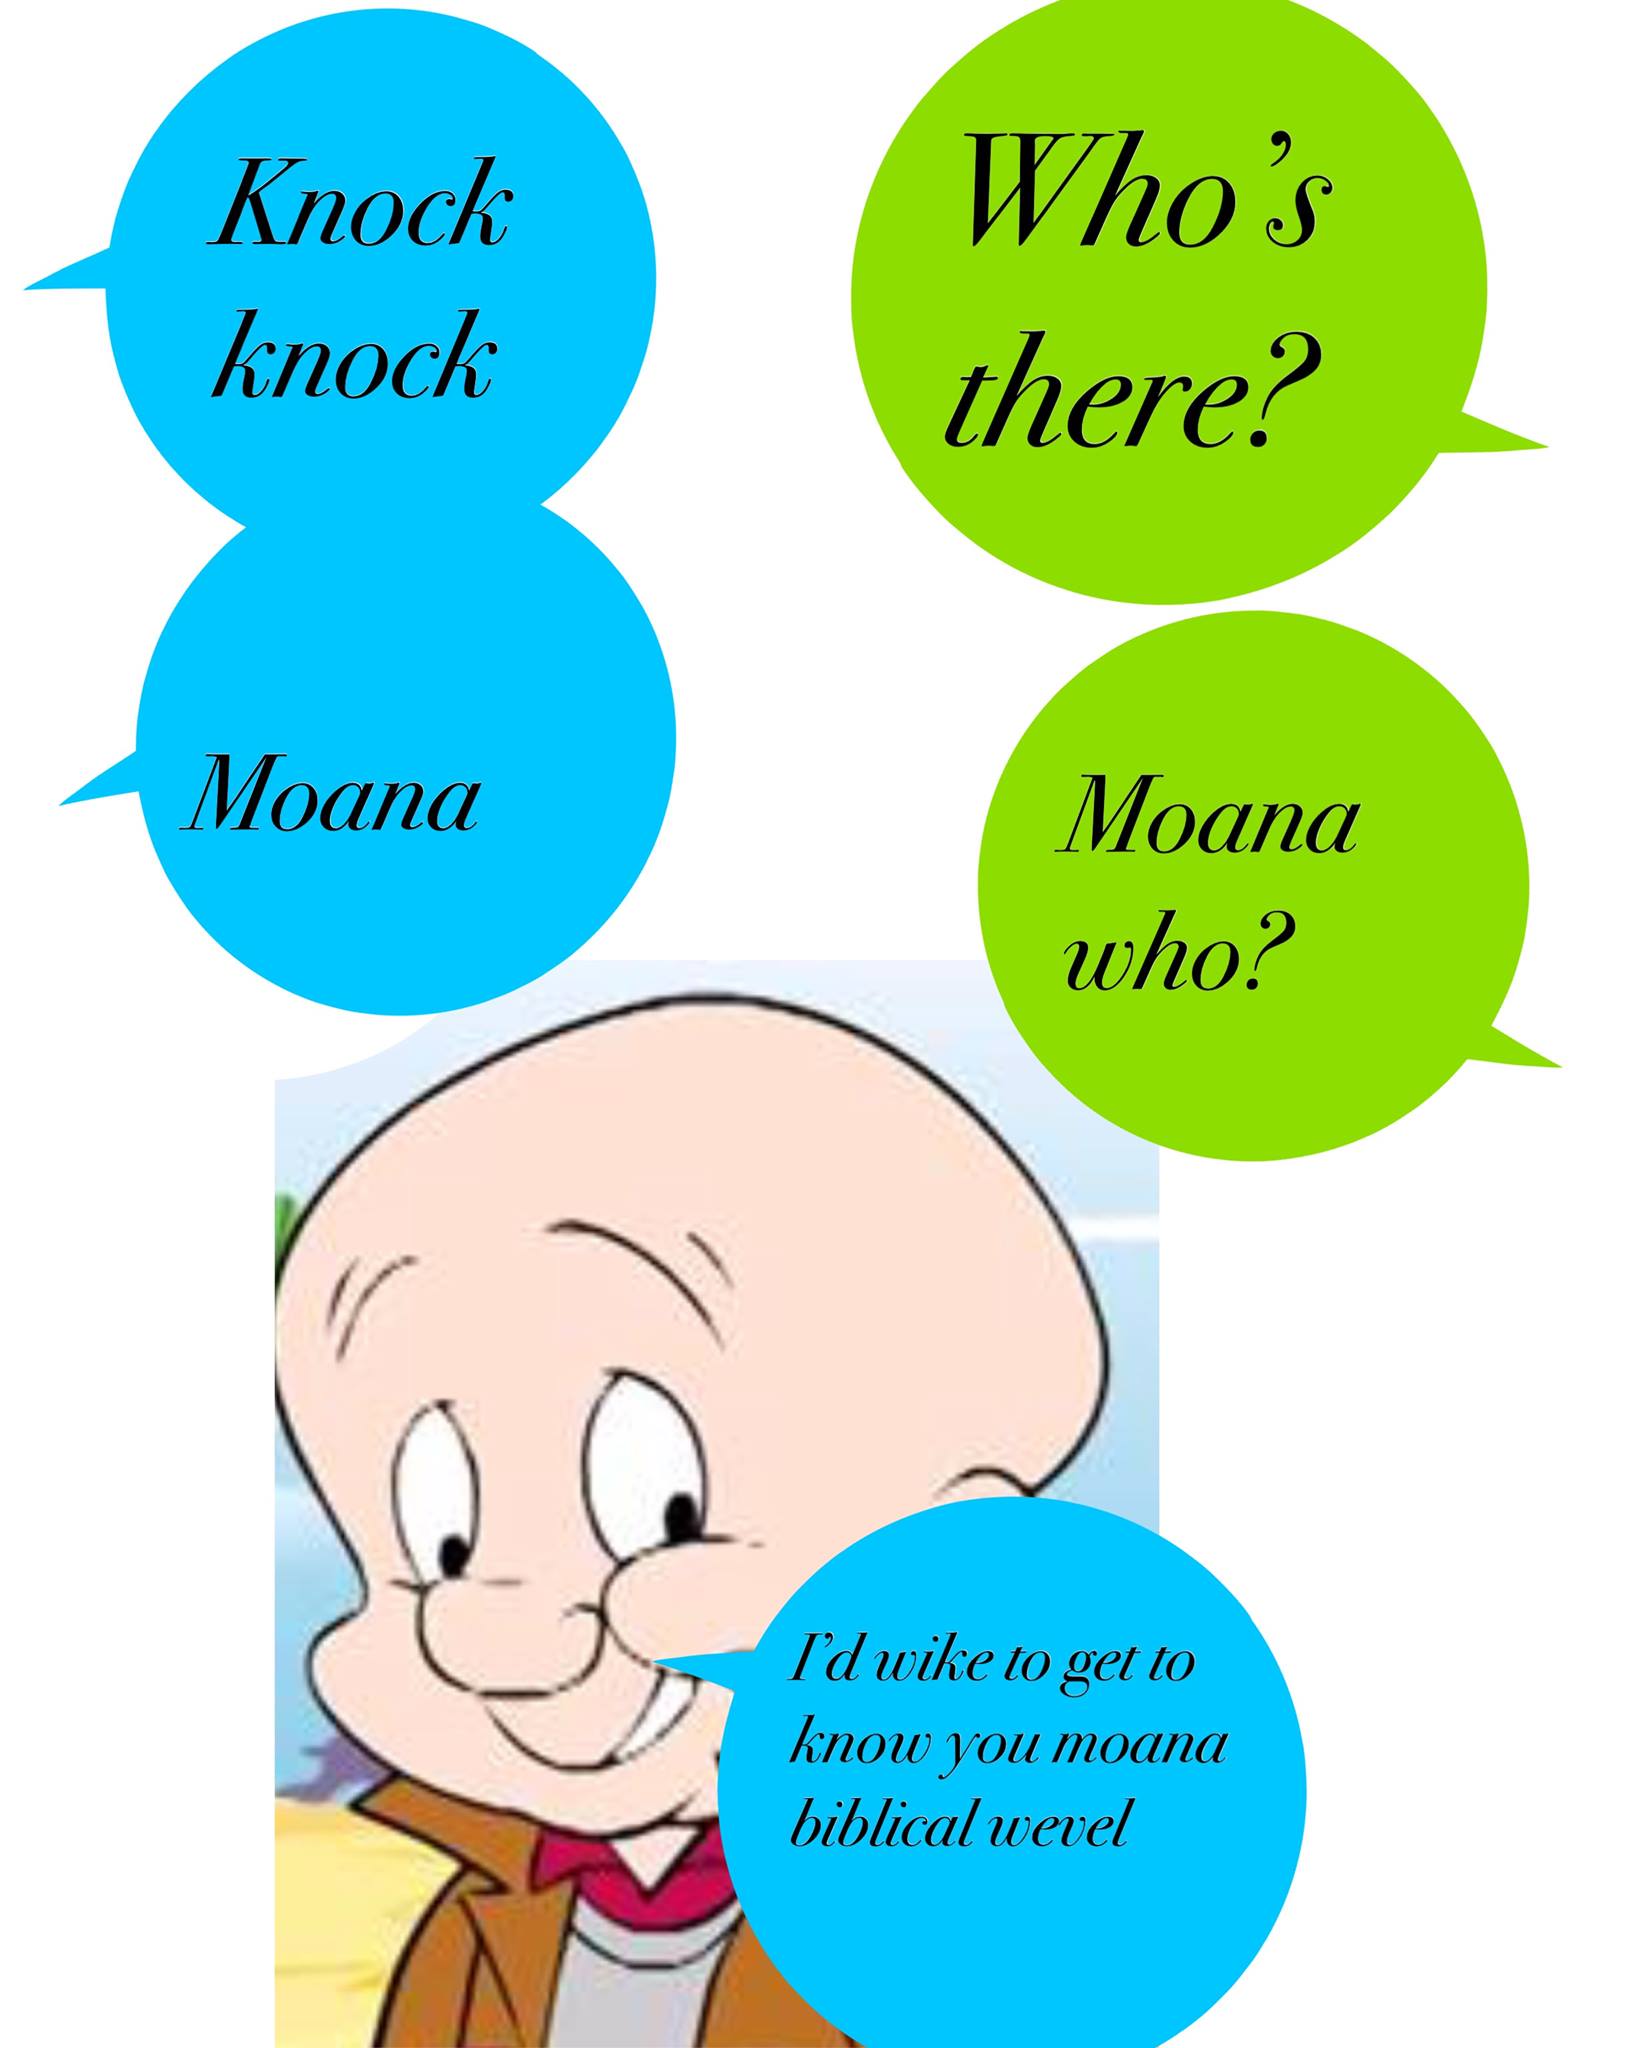 Knock
knock
Who’s
there?
Moana
Moana
who?
I’d wike to get to
know you moana
biblical wevel